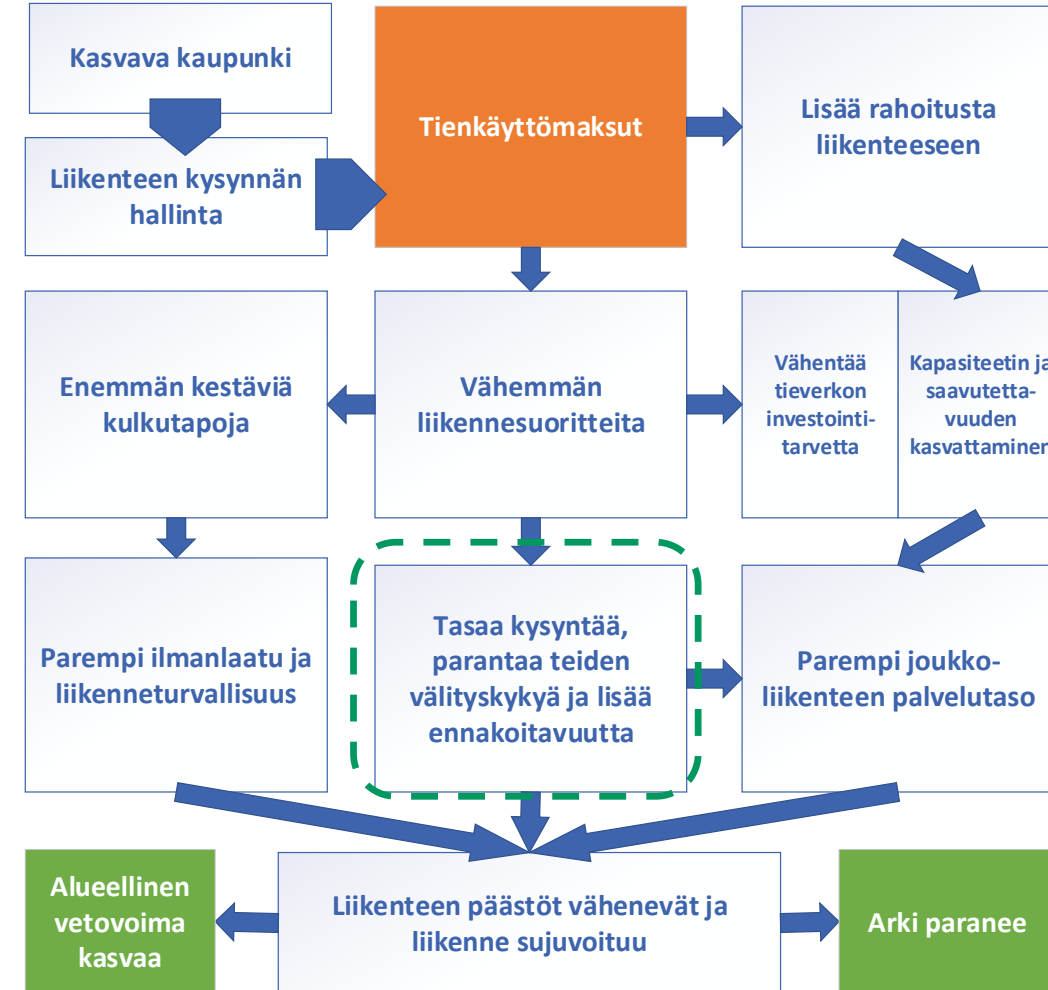 Kasvava kaupunki
Tienkäyttömaksut
Lisää rahoitusta
liikenteeseen
Liikenteen kysynnän
hallinta
Enemmän kestäviä
kulkutapoja
Vähemmän
liikennesuoritteita
Vähentää
tieverkon
investointi-
tarvetta
Kapasiteetin ja
saavutetta-
vuuden
kasvattaminen
Parempi ilmanlaatu ja
liikenneturvallisuus
Tasaa kysyntää,
parantaa teiden
välityskykyä ja lisää
ennakoitavuutta
Parempi joukko-
liikenteen palvelutaso
Alueellinen
vetovoima
kasvaa
Liikenteen päästöt vähenevät ja
liikenne sujuvoituu
Arki paranee